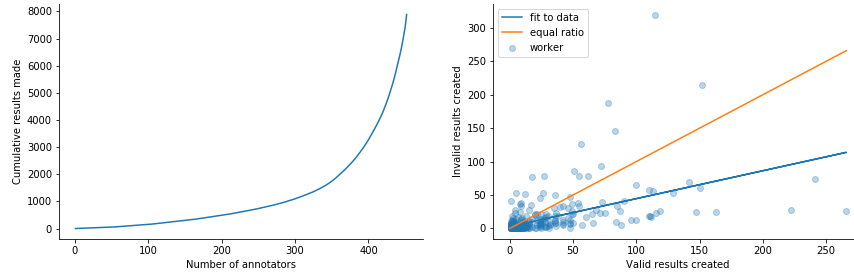 8000
7000
6000
5000
4000
3000
2000
1000
0
Cumulative results made
0 100 200 300 400
Number of annotators
fit to data
equal ratio
worker
300
250
200
150
100
50
0
Invalid results created
0 50 100 150 200 250
Valid results created